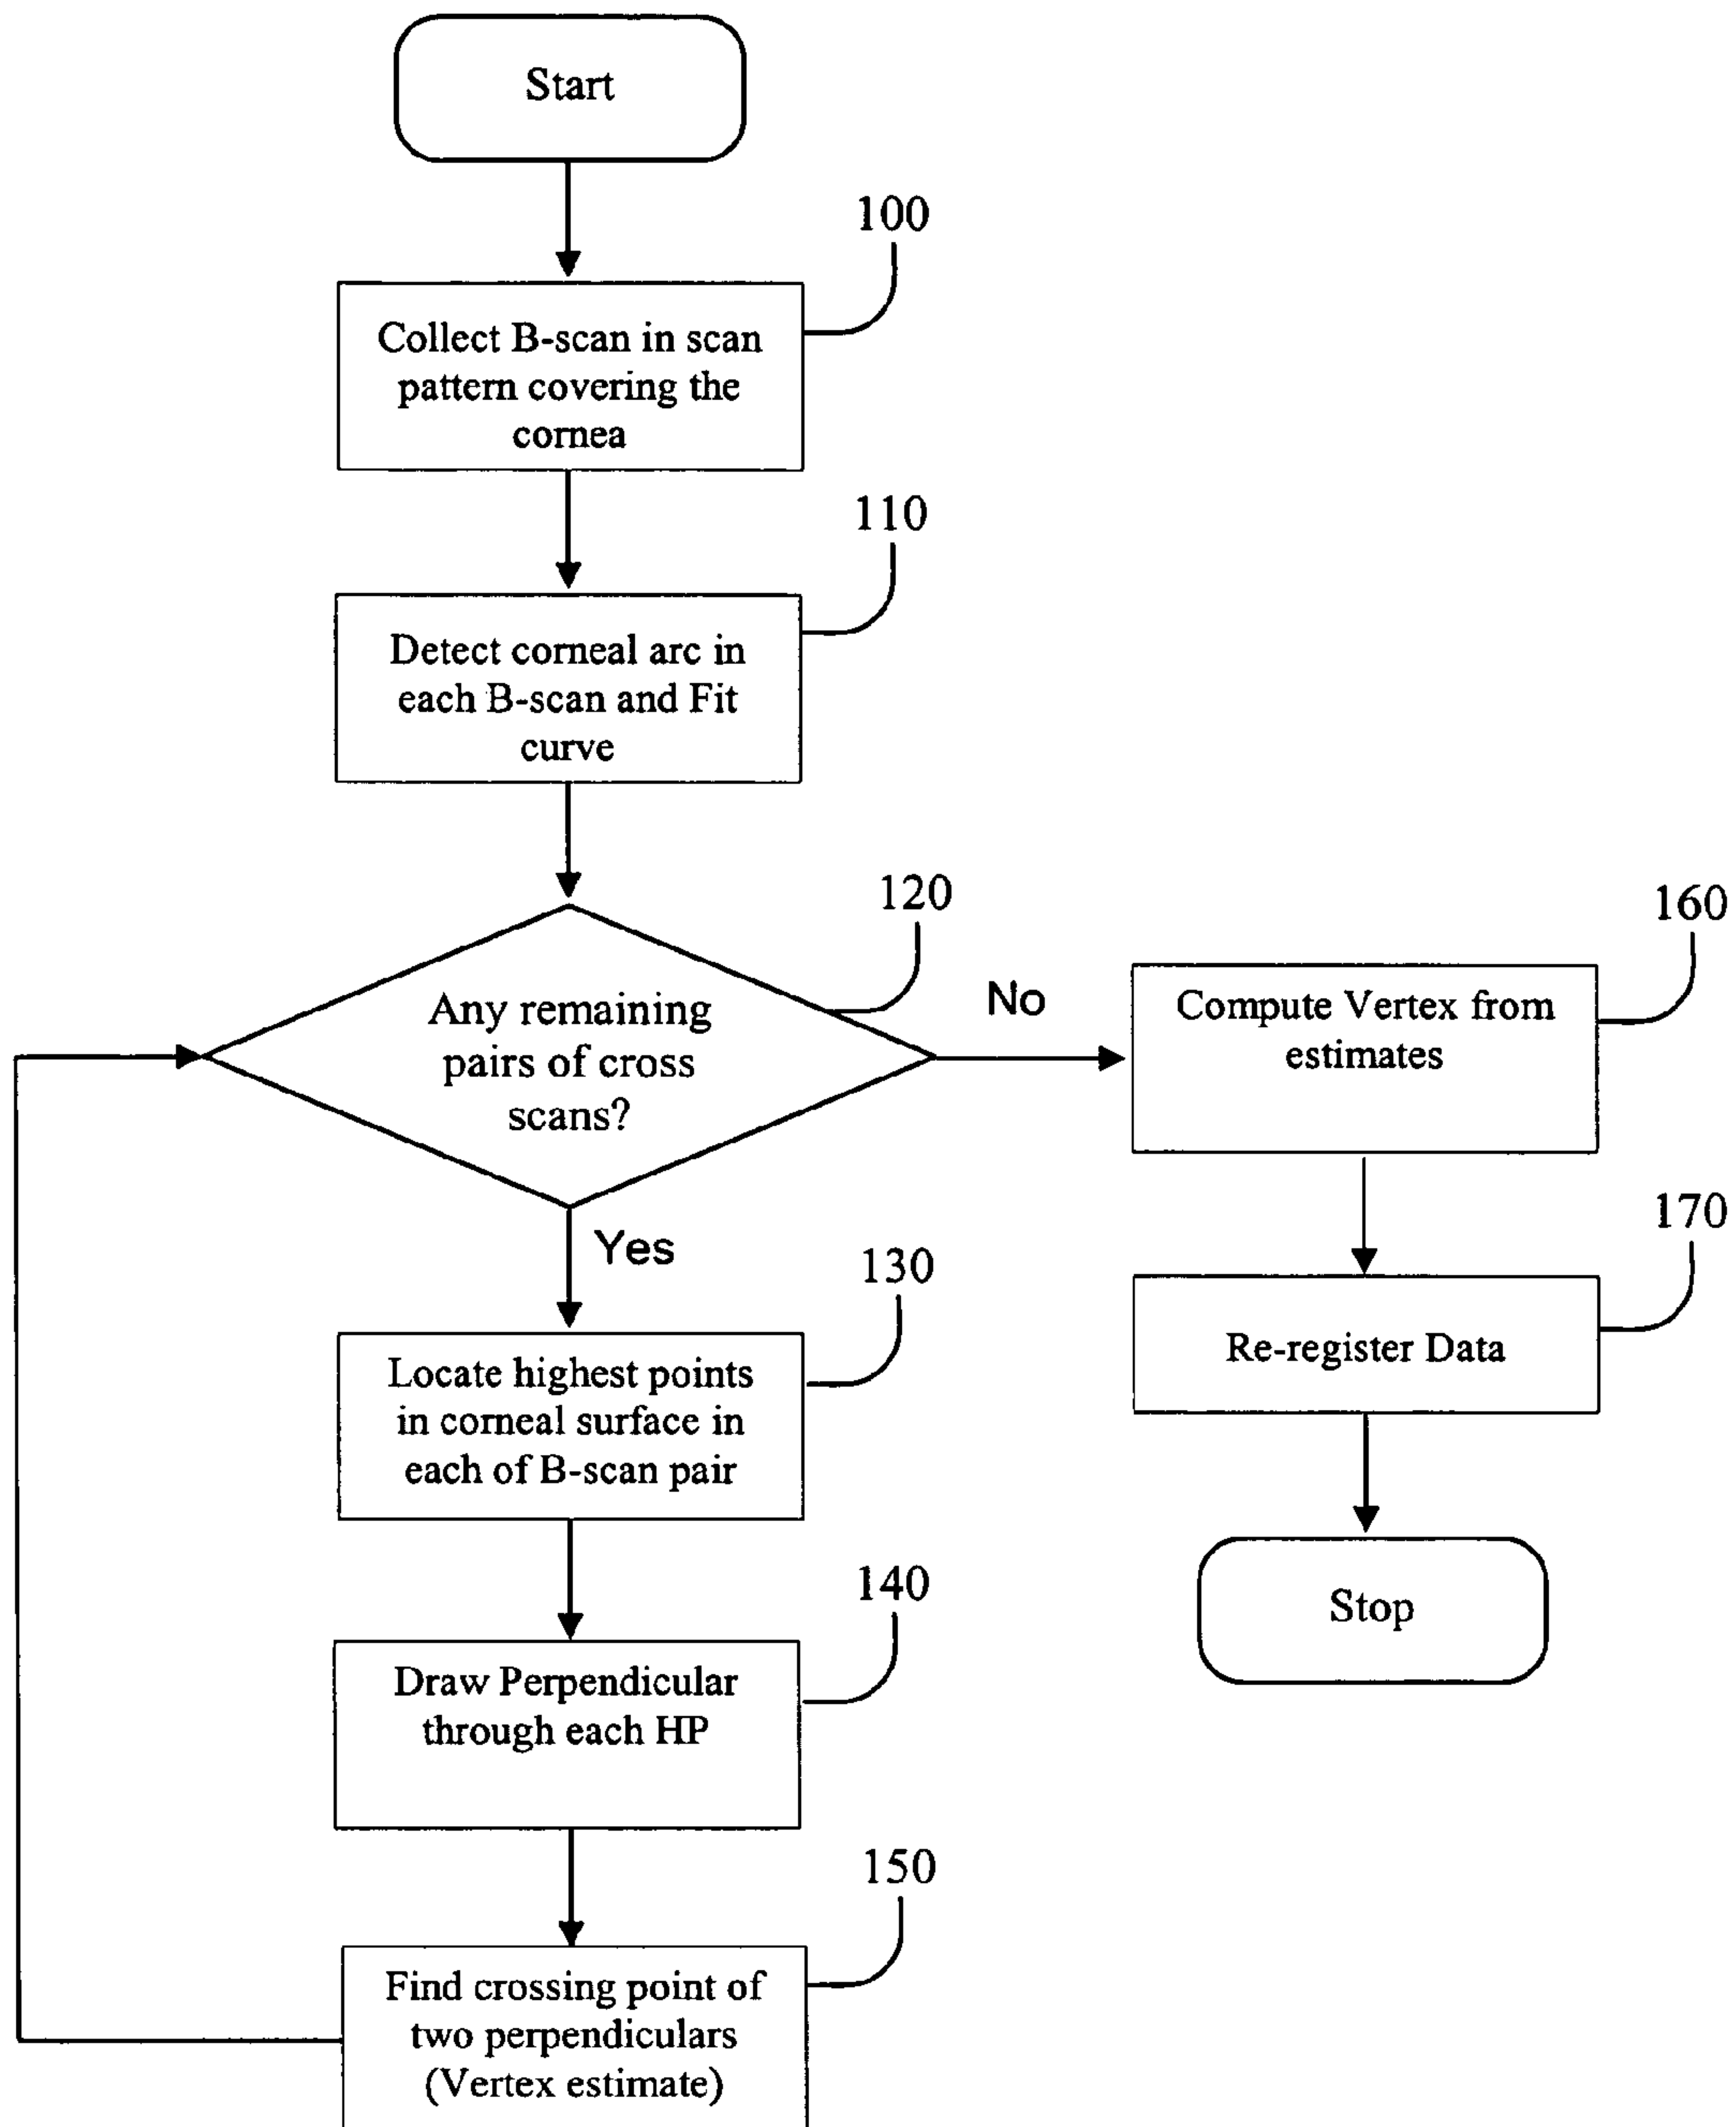 Start
100
Collect B-scan in scan
pattern covering the
cornea
110
Detect corneal arc in
each B-scan and Fit
curve
120
Any remaining
pairs of cross
scans?
No
160
Compute Vertex from
estimates
Yes
170
Re-register Data
130
Locate highest points
in corneal surface in
each of B-scan pair
140
Draw Perpendicular
through each HP
Stop
150
Find crossing point of
two perpendiculars
(Vertex estimate)